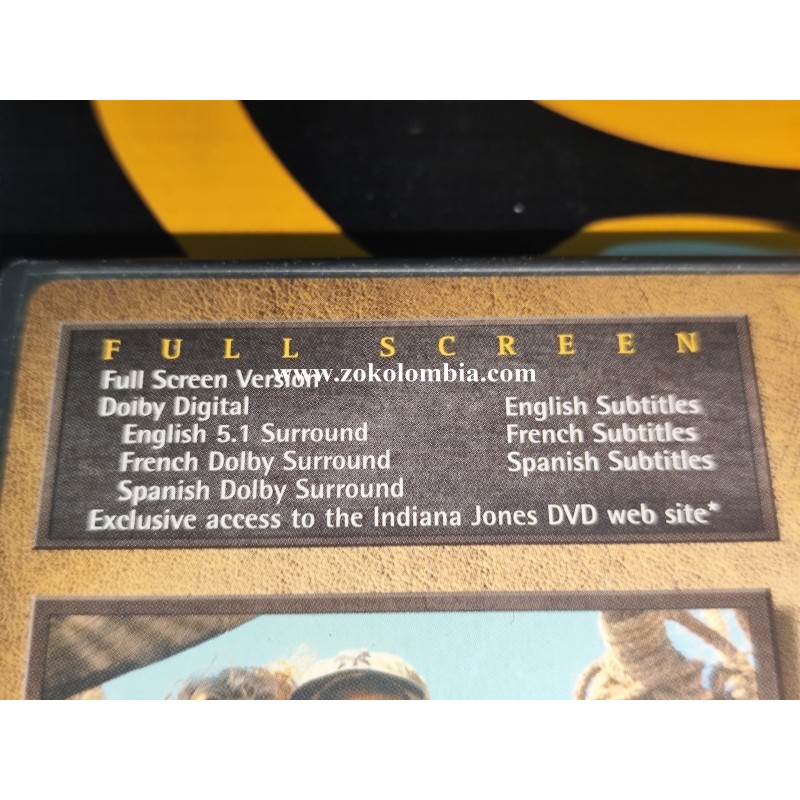 FULL SCREEN
www.zokolombia.com
Full Screen Version
Dolby Digital
English 5.1 Surround
French Dolby Surround
Spanish Dolby Surround
English Subtitles
French Subtitles
Spanish Subtitles
Exclusive access to the Indiana Jones DVD web site*